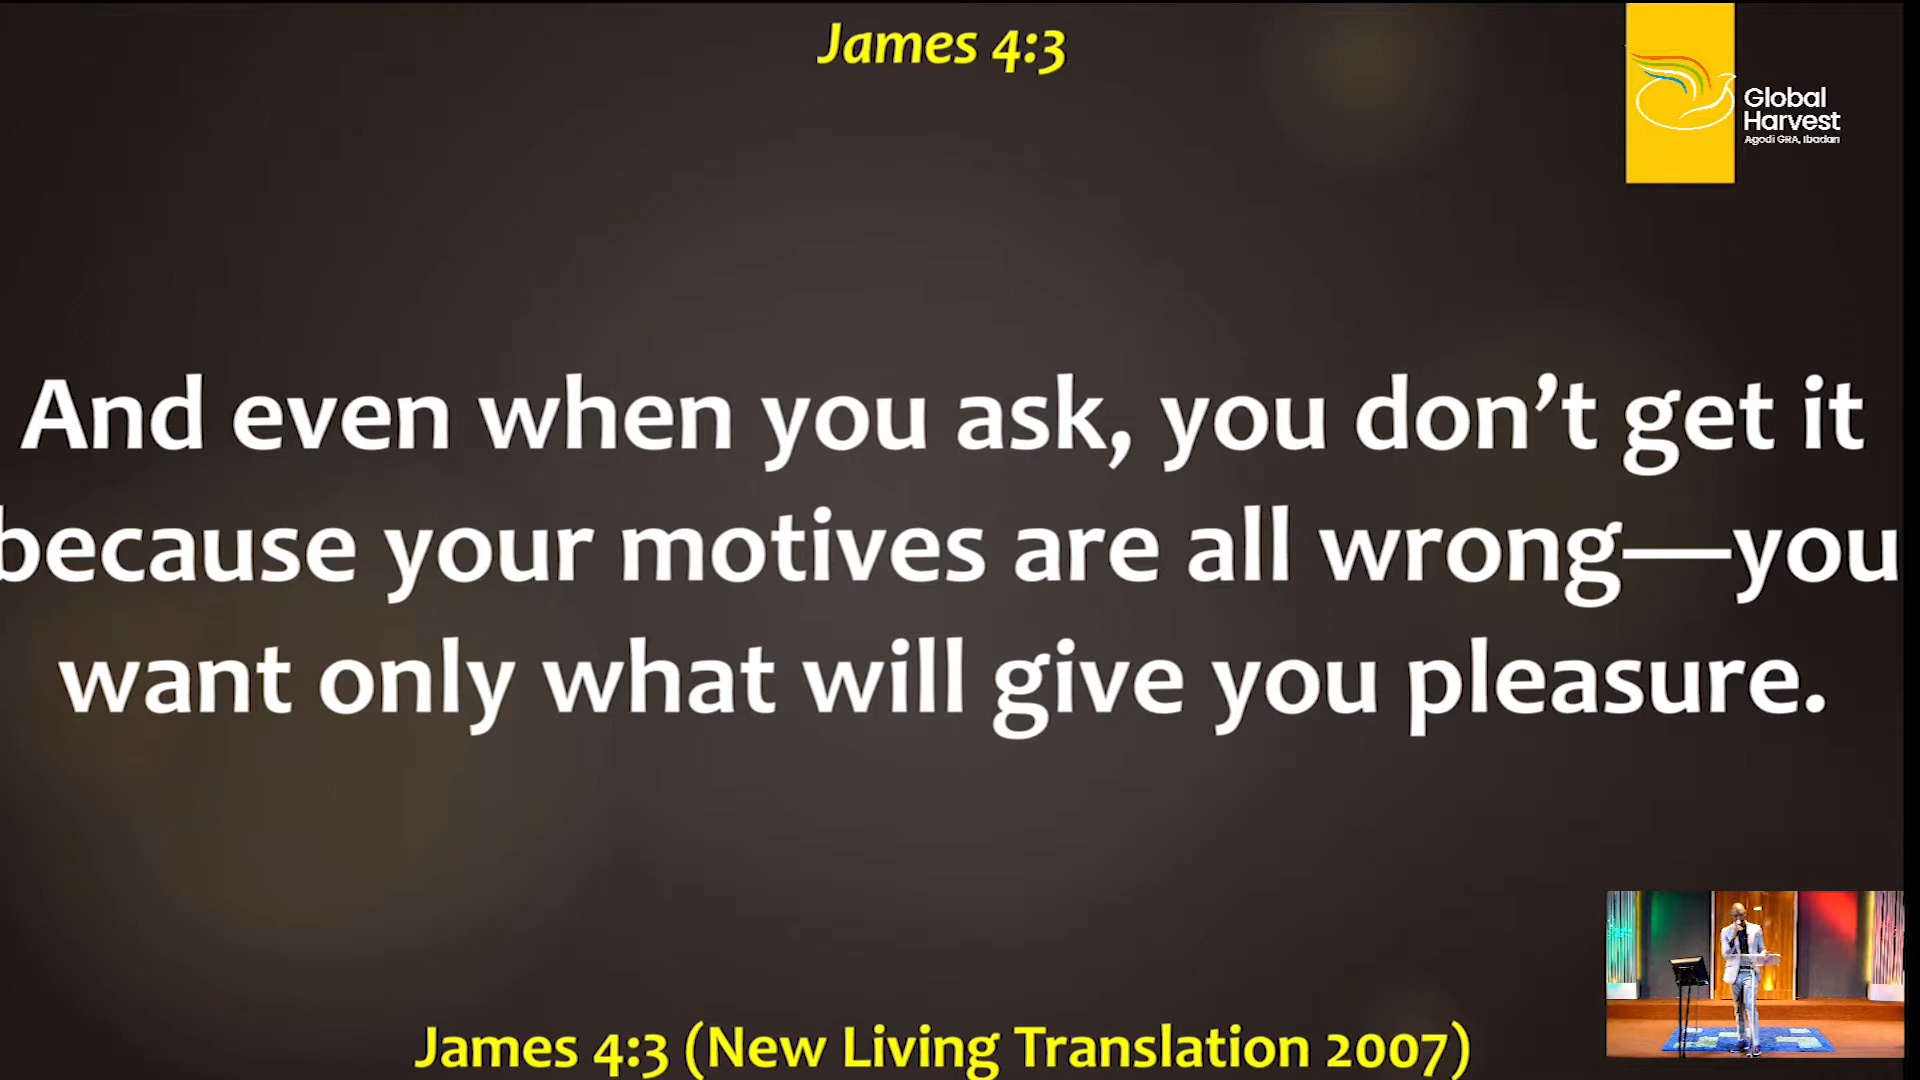 James 4:3
Global
Harvest
Agodi GRA, Ibadan
And even when you ask, you don’t get it
because your motives are all wrong—you
want only what will give you pleasure.
James 4:3 (New Living Translation 2007)